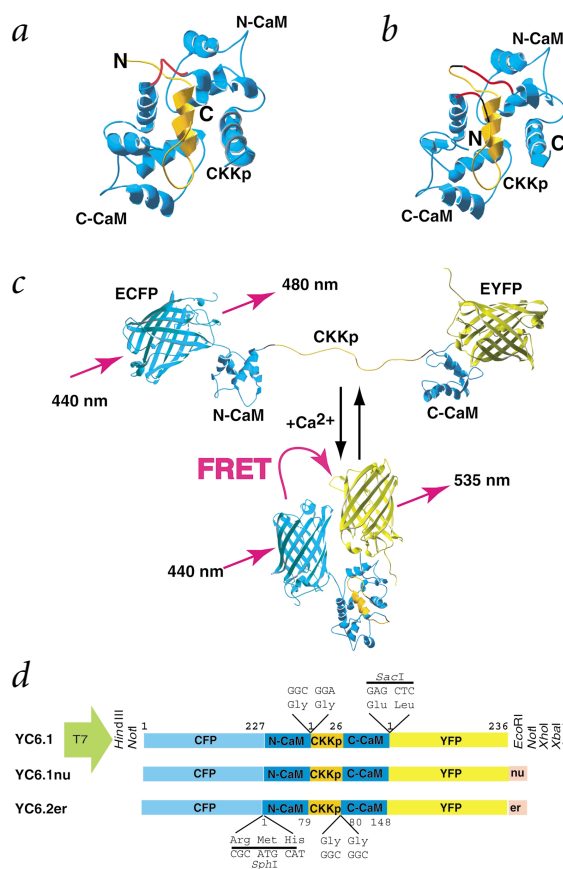 a
N-CaM
N
C
CKKp
C-CaM
b
N-CaM
N
C
CKKp
C-CaM
c
ECFP
480 nm
EYFP
CKKp
440 nm
N-CaM
C-CaM
+Ca2+
FRET
535 nm
440 nm
d
SacI
GGC GGA GAG CTC
Gly Gly Glu Leu
HindIII
NotI
1 227 1 26 1 236
EcoRI
NotI
XhoI
XbaI
YC6.1 T7 CFP N-CaM CKKp C-CaM YFP
YC6.1nu CFP N-CaM CKKp C-CaM YFP nu
YC6.2er CFP N-CaM CKKp C-CaM YFP er
1 79 80 148
Arg Met His Gly Gly
CGC ATG CAT GGC GGC
SphI